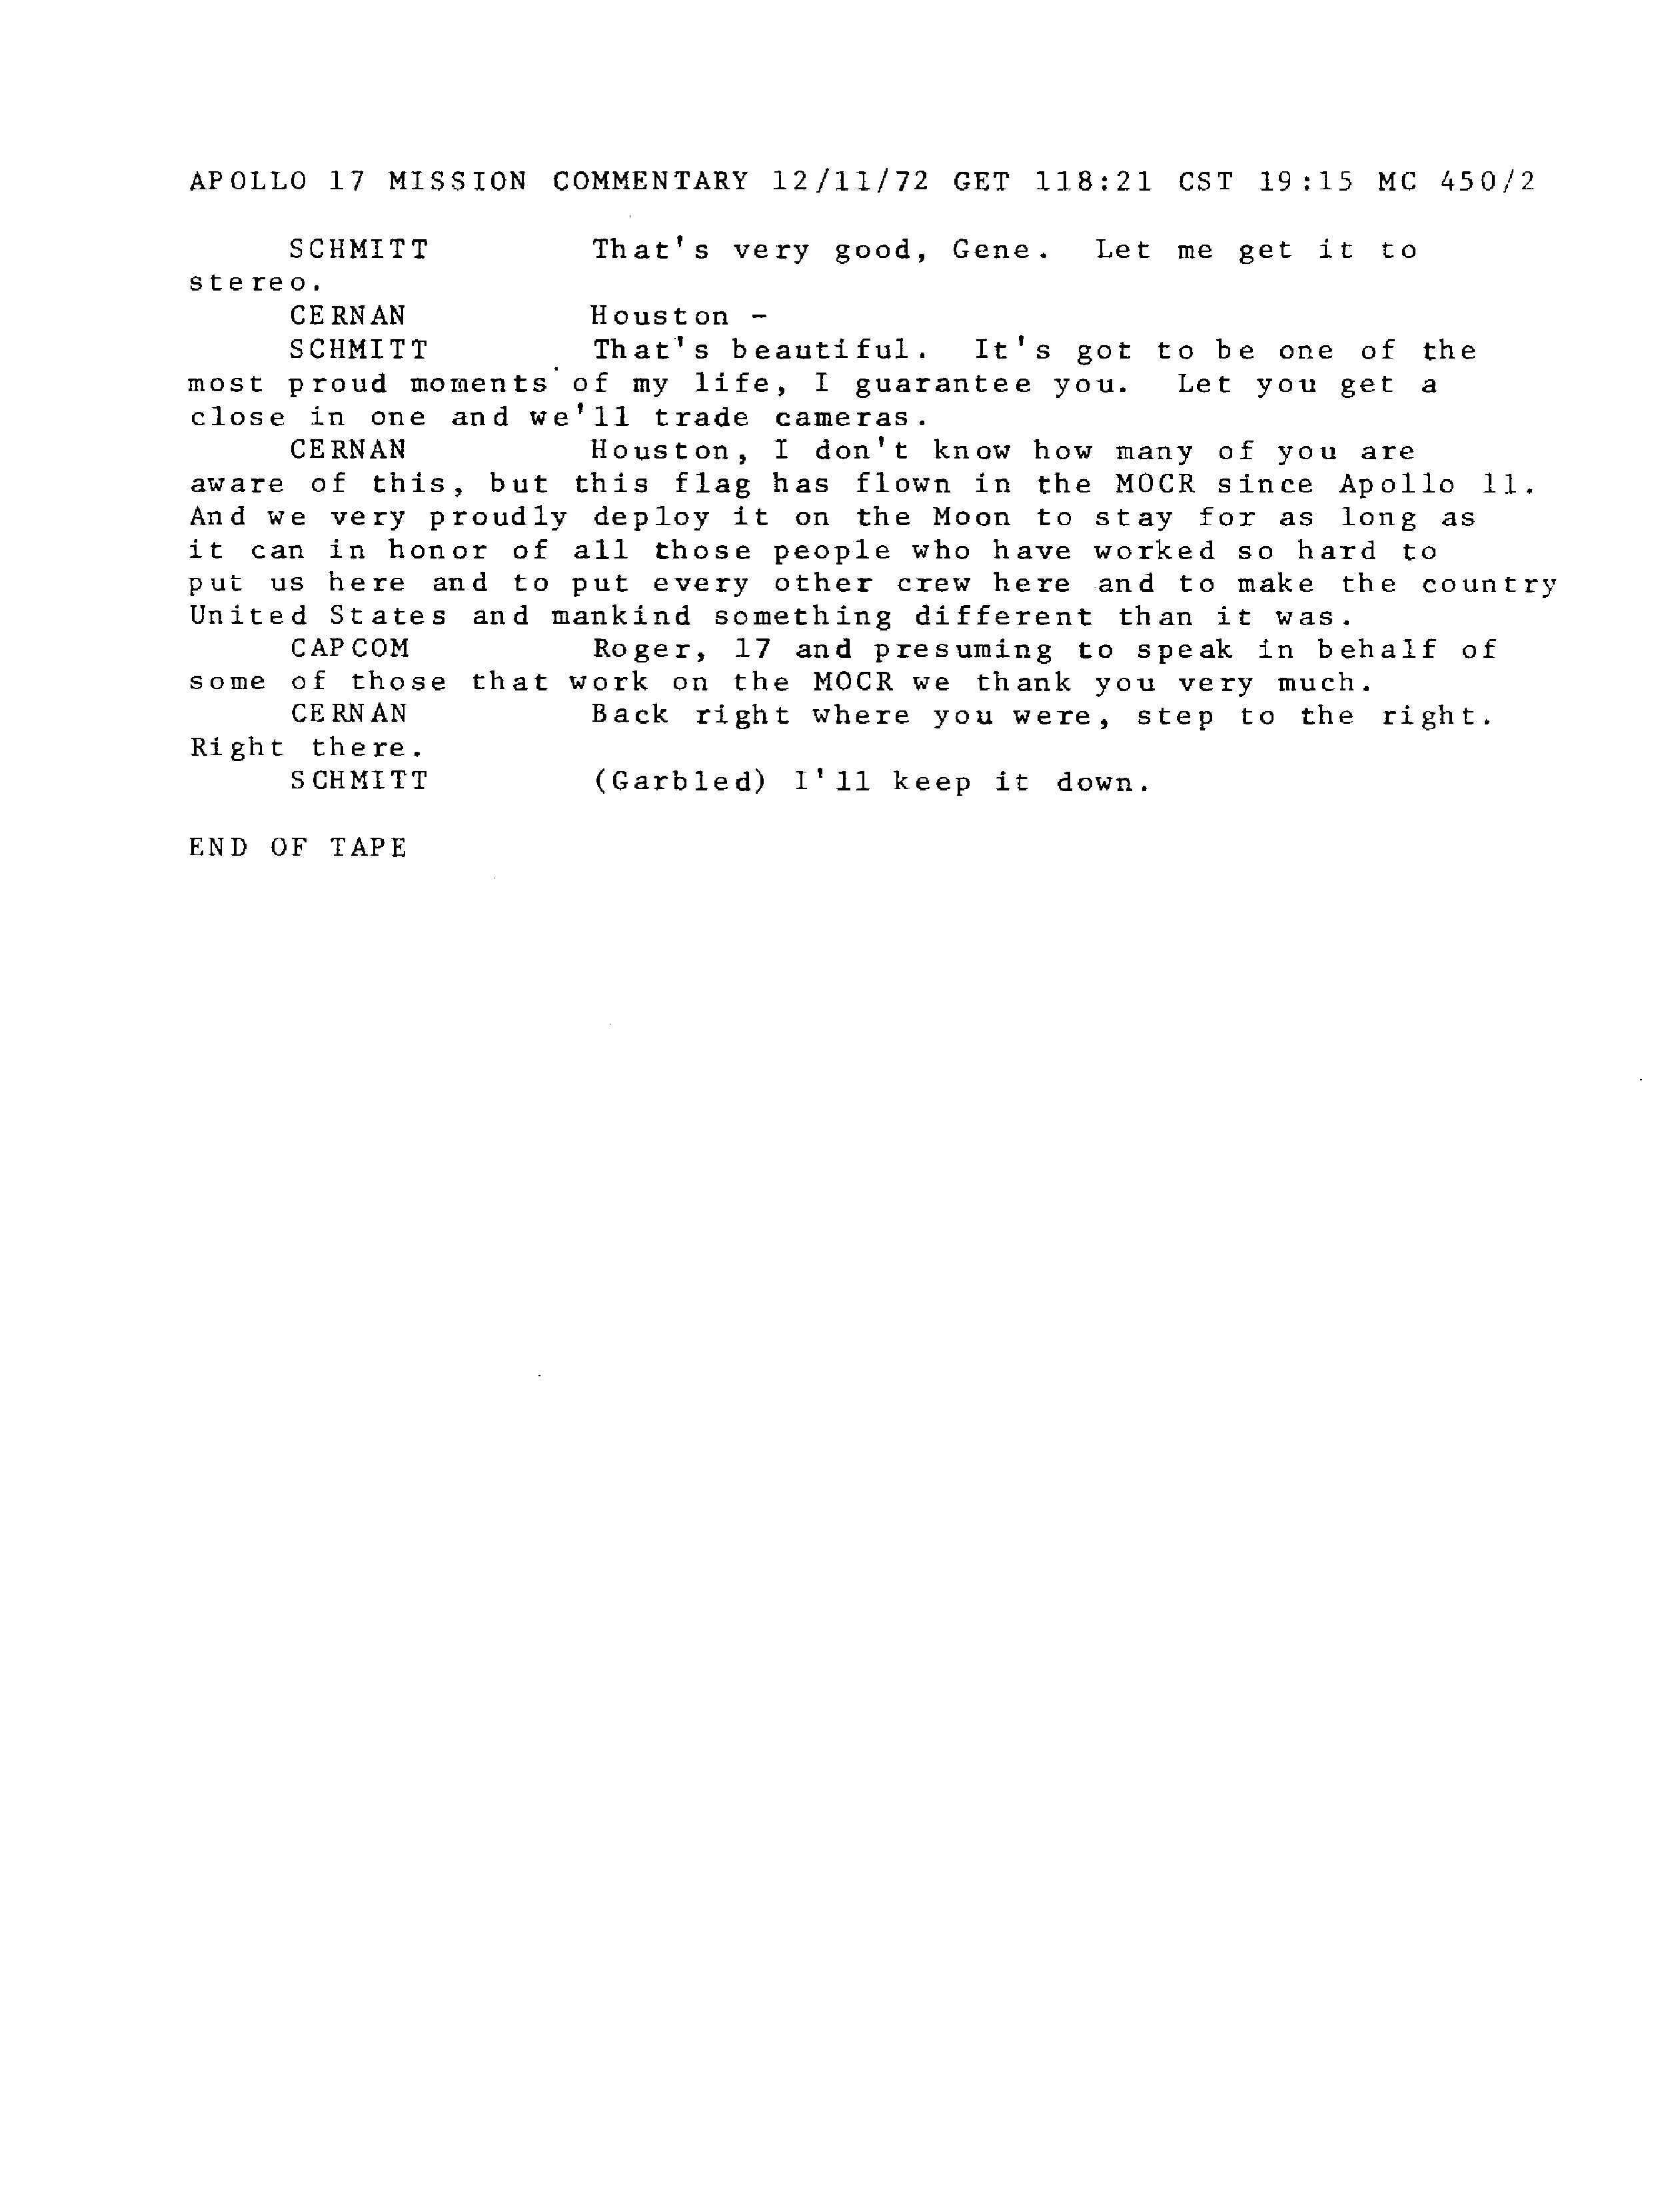 APOLLO 17 MISSION COMMENTARY 12/11/72 GET 118:21 CST 19:15 MC 450/2
SCHMITT That's very good, Gene. Let me get it to
stereo.
CERNAN Houston -
SCHMITT That's beautiful. It's got to be one of the
most proud moments of my life, I guarantee you. Let you get a
close in one and we'll trade cameras.
CERNAN Houston, I don't know how many of you are
aware of this, but this flag has flown in the MOCR since Apollo 11.
And we very proudly deploy it on the Moon to stay for as long as
it can in honor of all those people who have worked so hard to
put us here and to put every other crew here and to make the country
United States and mankind something different than it was.
CAPCOM Roger, 17 and presuming to speak in behalf of
some of those that work on the MOCR we thank you very much.
CERNAN Back right where you were, step to the right.
Right there.
SCHMITT (Garbled) I'll keep it down.
END OF TAPE